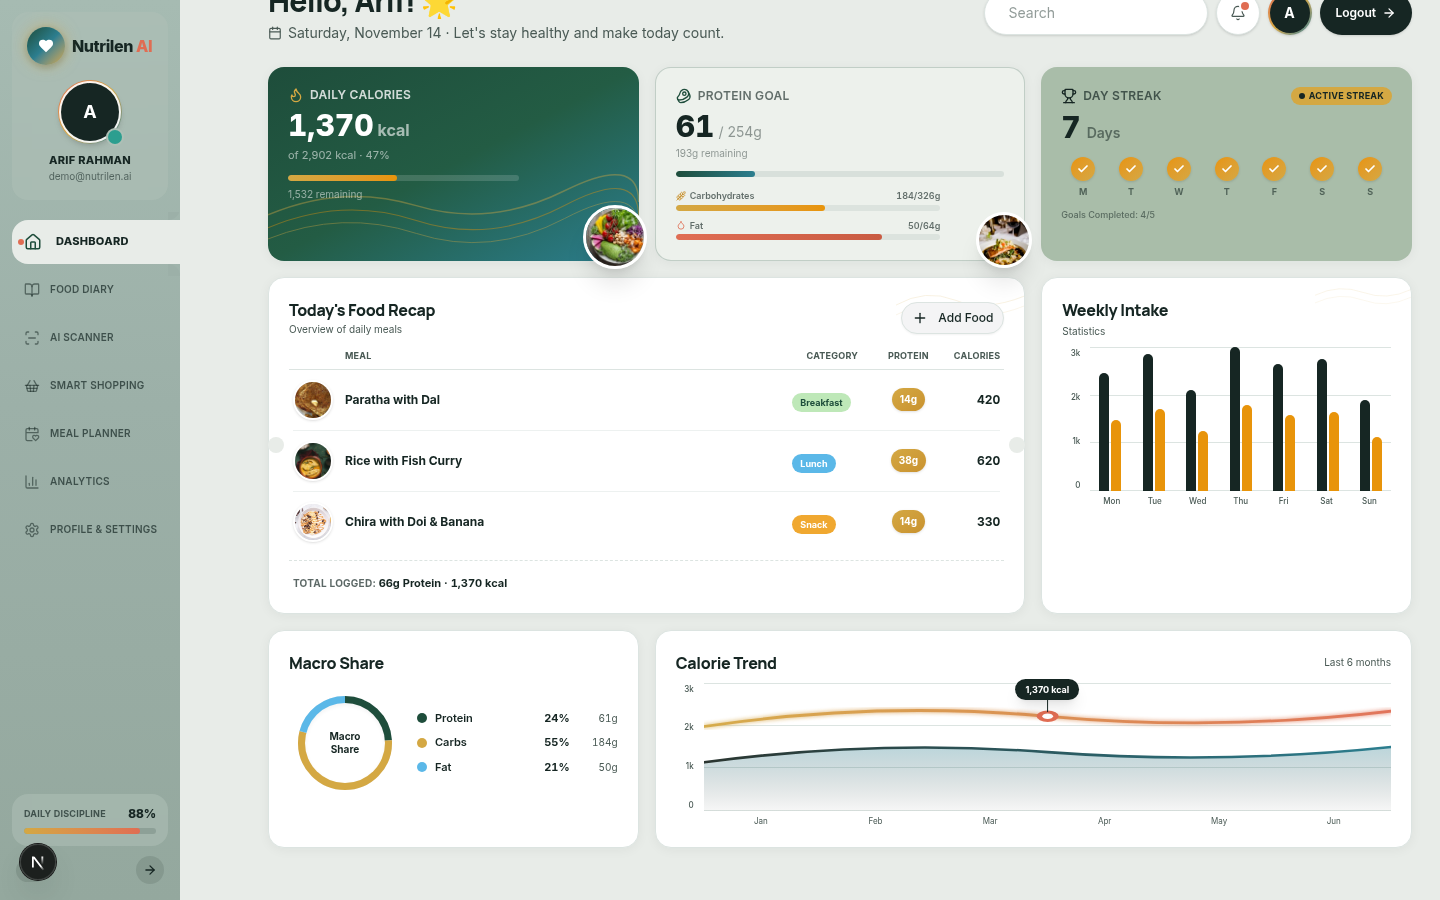 Nutrilen AI
A
ARIF RAHMAN
demo@nutrilen.ai
DASHBOARD
FOOD DIARY
AI SCANNER
SMART SHOPPING
MEAL PLANNER
ANALYTICS
PROFILE & SETTINGS
DAILY DISCIPLINE 88%
N
Hello, Arif!
Saturday, November 14 · Let's stay healthy and make today count.
Search
A
Logout
DAILY CALORIES
1,370 kcal
of 2,902 kcal · 47%
1,532 remaining
PROTEIN GOAL
61 / 254g
193g remaining
Carbohydrates 184/326g
Fat 50/64g
DAY STREAK
ACTIVE STREAK
7 Days
M T W T F S S
Goals Completed: 4/5
Today's Food Recap
Overview of daily meals
Add Food
MEAL CATEGORY PROTEIN CALORIES
Paratha with Dal Breakfast 14g 420
Rice with Fish Curry Lunch 38g 620
Chira with Doi & Banana Snack 14g 330
TOTAL LOGGED: 66g Protein · 1,370 kcal
Weekly Intake
Statistics
3k
2k
1k
0
Mon Tue Wed Thu Fri Sat Sun
Macro Share
Macro
Share
Protein 24% 61g
Carbs 55% 184g
Fat 21% 50g
Calorie Trend
Last 6 months
1,370 kcal
3k
2k
1k
0
Jan Feb Mar Apr May Jun